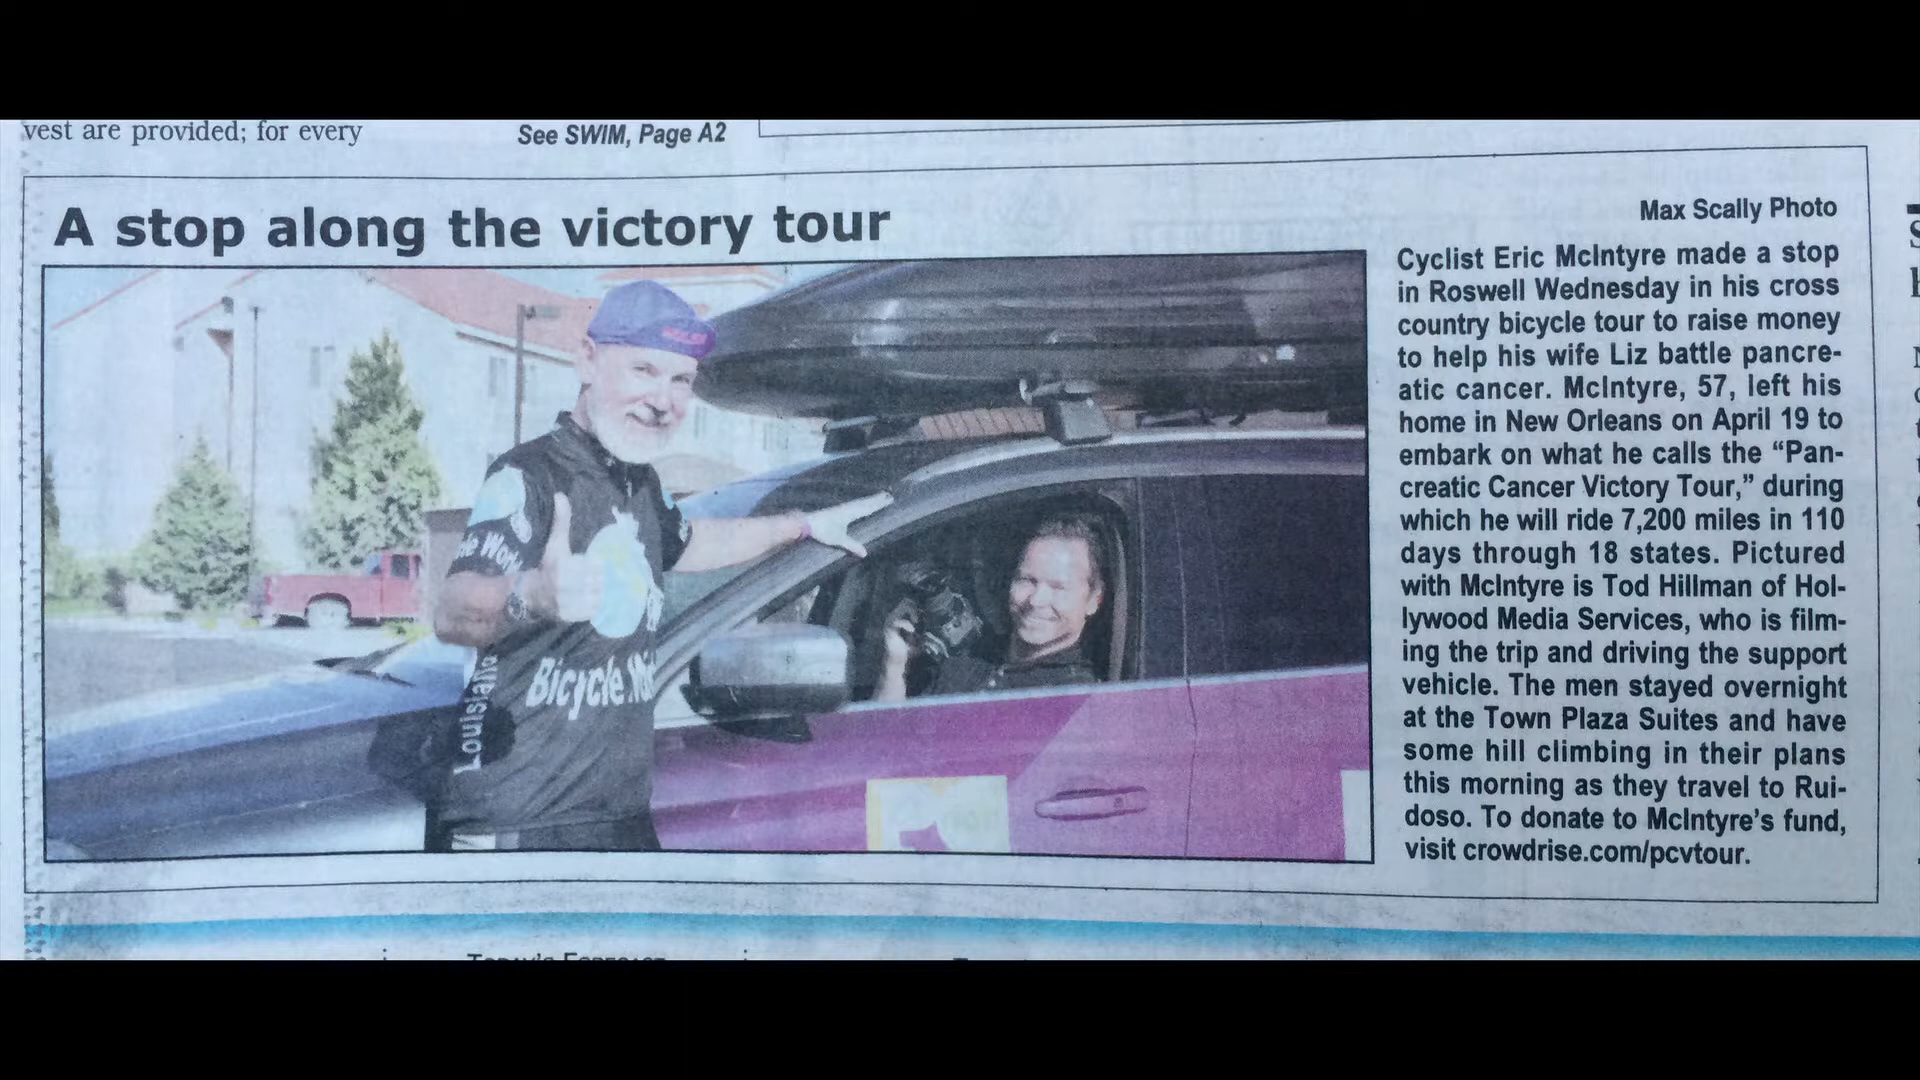 vest are provided; for every
See SWIM, Page A2
A stop along the victory tour
Max Scally Photo
Cyclist Eric McIntyre made a stop
in Roswell Wednesday in his cross
country bicycle tour to raise money
to help his wife Liz battle pancre-
atic cancer. McIntyre, 57, left his
home in New Orleans on April 19 to
embark on what he calls the “Pan-
creatic Cancer Victory Tour,” during
which he will ride 7,200 miles in 110
days through 18 states. Pictured
with McIntyre is Tod Hillman of Hol-
lywood Media Services, who is film-
ing the trip and driving the support
vehicle. The men stayed overnight
at the Town Plaza Suites and have
some hill climbing in their plans
this morning as they travel to Rui-
doso. To donate to McIntyre’s fund,
visit crowdrise.com/pcvtour.
Bicycle
Louisiana
TODAY'S FORECAST